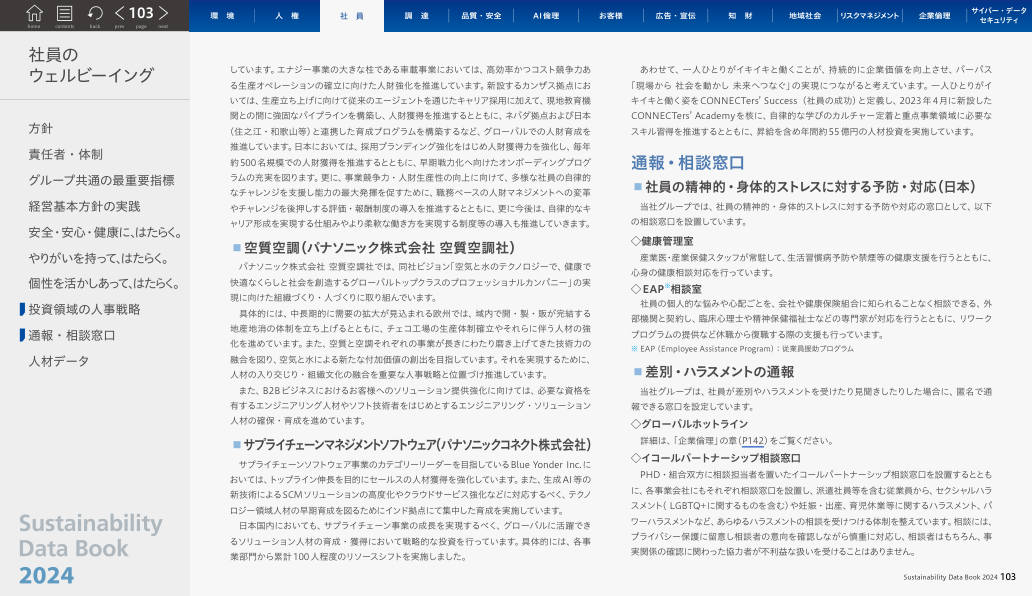 103
home contents back prev page next
環 境
人 権
社 員
調 達
品質・安全
AI倫理
お客様
広告・宣伝
知 財
地域社会
リスクマネジメント
企業倫理
サイバー・データ
セキュリティ
社員の
ウェルビーイング
方針
責任者・体制
グループ共通の最重要指標
経営基本方針の実践
安全・安心・健康に、はたらく。
やりがいを持って、はたらく。
個性を活かしあって、はたらく。
投資領域の人事戦略
通報・相談窓口
人材データ
Sustainability
Data Book
2024
しています。エナジー事業の大きな柱である車載事業においては、高効率かつコスト競争力あ
る生産オペレーションの確立に向けた人財強化を推進しています。新設するカンザス拠点にお
いては、生産立ち上げに向けて従来のエージェントを通じたキャリア採用に加えて、現地教育機
関との間に強固なパイプラインを構築し、人財獲得を推進するとともに、ネバダ拠点および日本
（住之江・和歌山等）と連携した育成プログラムを構築するなど、グローバルでの人財育成を
推進しています。日本においては、採用ブランディング強化をはじめ人財獲得力を強化し、毎年
約500名規模での人財獲得を推進するとともに、早期戦力化へ向けたオンボーディングプログ
ラムの充実を図ります。更に、事業競争力・人財生産性の向上に向けて、多様な社員の自律的
なチャレンジを支援し能力の最大発揮を促すために、職務ベースの人財マネジメントへの変革
やチャレンジを後押しする評価・報酬制度の導入を推進するとともに、更に今後は、自律的なキ
ャリア形成を実現する仕組みやより柔軟な働き方を実現する制度等の導入も推進していきます。
■ 空質空調（パナソニック株式会社 空質空調社）
パナソニック株式会社 空質空調社では、同社ビジョン「空気と水のテクノロジーで、健康で
快適なくらしと社会を創造するグローバルトップクラスのプロフェッショナルカンパニー」の実
現に向けた組織づくり・人づくりに取り組んでいます。
具体的には、中長期的に需要の拡大が見込まれる欧州では、域内で開・製・販が完結する
地産地消の体制を立ち上げるとともに、チェコ工場の生産体制確立やそれらに伴う人材の強
化を進めています。また、空質と空調それぞれの事業が長きにわたり磨き上げてきた技術力の
融合を図り、空気と水による新たな付加価値の創出を目指しています。それを実現するために、
人材の入り交じり・組織文化の融合を重要な人事戦略と位置づけ推進しています。
また、B2Bビジネスにおけるお客様へのソリューション提供強化に向けては、必要な資格を
有するエンジニアリング人材やソフト技術者をはじめとするエンジニアリング・ソリューション
人材の確保・育成を進めています。
■ サプライチェーンマネジメントソフトウェア(パナソニックコネクト株式会社)
サプライチェーンソフトウェア事業のカテゴリーリーダーを目指しているBlue Yonder Inc.に
おいては、トップライン伸長を目的にセールスの人材獲得を強化しています。また、生成AI等の
新技術によるSCMソリューションの高度化やクラウドサービス強化などに対応するべく、テクノ
ロジー領域人材の早期育成を図るためにインド拠点にて集中した育成を実施しています。
日本国内においても、サプライチェーン事業の成長を実現するべく、グローバルに活躍でき
るソリューション人材の育成・獲得において戦略的な投資を行っています。具体的には、各事
業部門から累計100人程度のリソースシフトを実施しました。
あわせて、一人ひとりがイキイキと働くことが、持続的に企業価値を向上させ、パーパス
「現場から 社会を動かし 未来へつなぐ」の実現につながると考えています。一人ひとりがイ
キイキと働く姿をCONNECTers’ Success（社員の成功）と定義し、2023年4月に新設した
CONNECTers’ Academyを核に、自律的な学びのカルチャー定着と重点事業領域に必要な
スキル習得を推進するとともに、昇給を含め年間約55億円の人材投資を実施しています。
通報・相談窓口
■ 社員の精神的・身体的ストレスに対する予防・対応（日本）
当社グループでは、社員の精神的・身体的ストレスに対する予防や対応の窓口として、以下
の相談窓口を設置しています。
◇健康管理室
産業医・産業保健スタッフが常駐して、生活習慣病予防や禁煙等の健康支援を行うとともに、
心身の健康相談対応を行っています。
◇EAP※相談室
社員の個人的な悩みや心配ごとを、会社や健康保険組合に知られることなく相談できる、外
部機関と契約し、臨床心理士や精神保健福祉士などの専門家が対応を行うとともに、リワーク
プログラムの提供など休職から復職する際の支援も行っています。
※ EAP（Employee Assistance Program）：従業員援助プログラム
■ 差別・ハラスメントの通報
当社グループは、社員が差別やハラスメントを受けたり見聞きしたりした場合に、匿名で通
報できる窓口を設定しています。
◇グローバルホットライン
詳細は、「企業倫理」の章（P142）をご覧ください。
◇イコールパートナーシップ相談窓口
PHD・組合双方に相談担当者を置いたイコールパートナーシップ相談窓口を設置するととも
に、各事業会社にもそれぞれ相談窓口を設置し、派遣社員等を含む従業員から、セクシャルハラ
スメント（LGBTQ+に関するものを含む）や妊娠・出産、育児休業等に関するハラスメント、パ
ワーハラスメントなど、あらゆるハラスメントの相談を受けつける体制を整えています。相談には、
プライバシー保護に留意し相談者の意向を確認しながら慎重に対応し、相談者はもちろん、事
実関係の確認に関わった協力者が不利益な扱いを受けることはありません。
Sustainability Data Book 2024 103